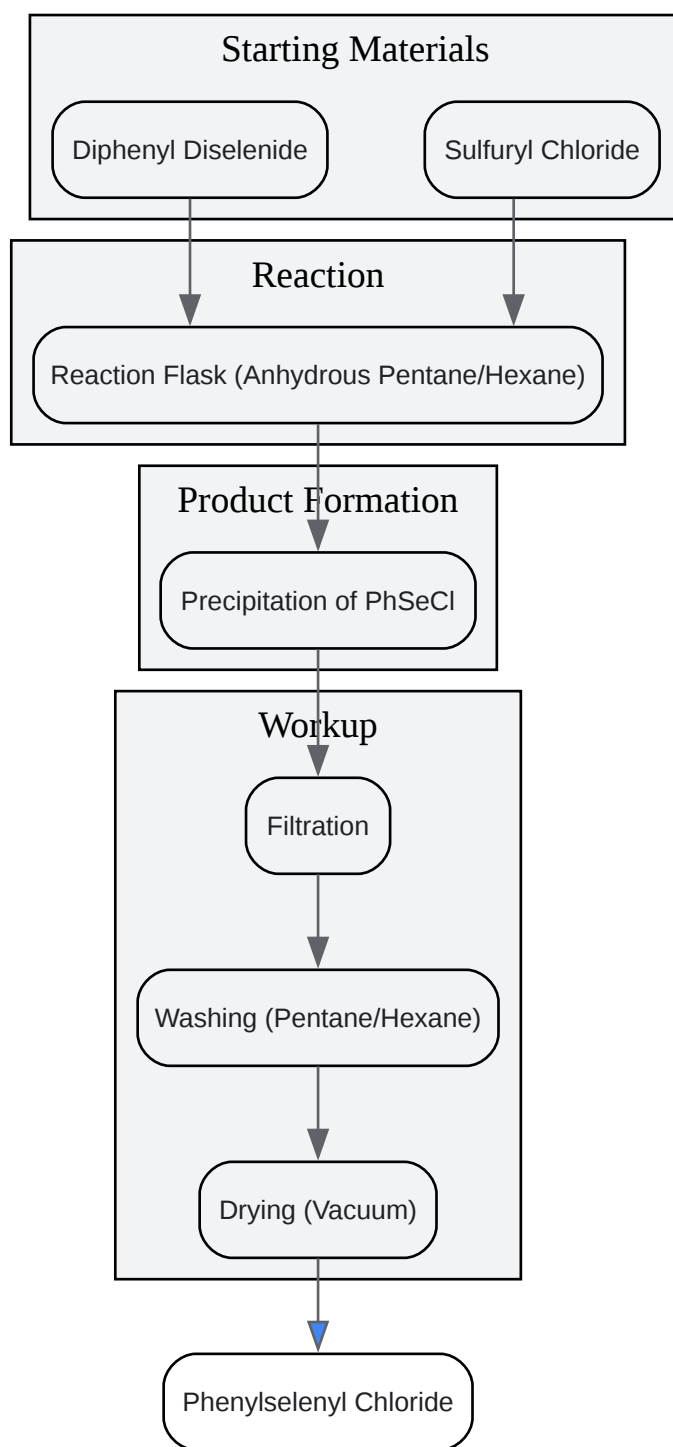 Starting Materials
Diphenyl Diselenide
Sulfuryl Chloride
Reaction
Reaction Flask (Anhydrous Pentane/Hexane)
Product Formation
Precipitation of PhSeCl
Workup
Filtration
Washing (Pentane/Hexane)
Drying (Vacuum)
Phenylselenyl Chloride